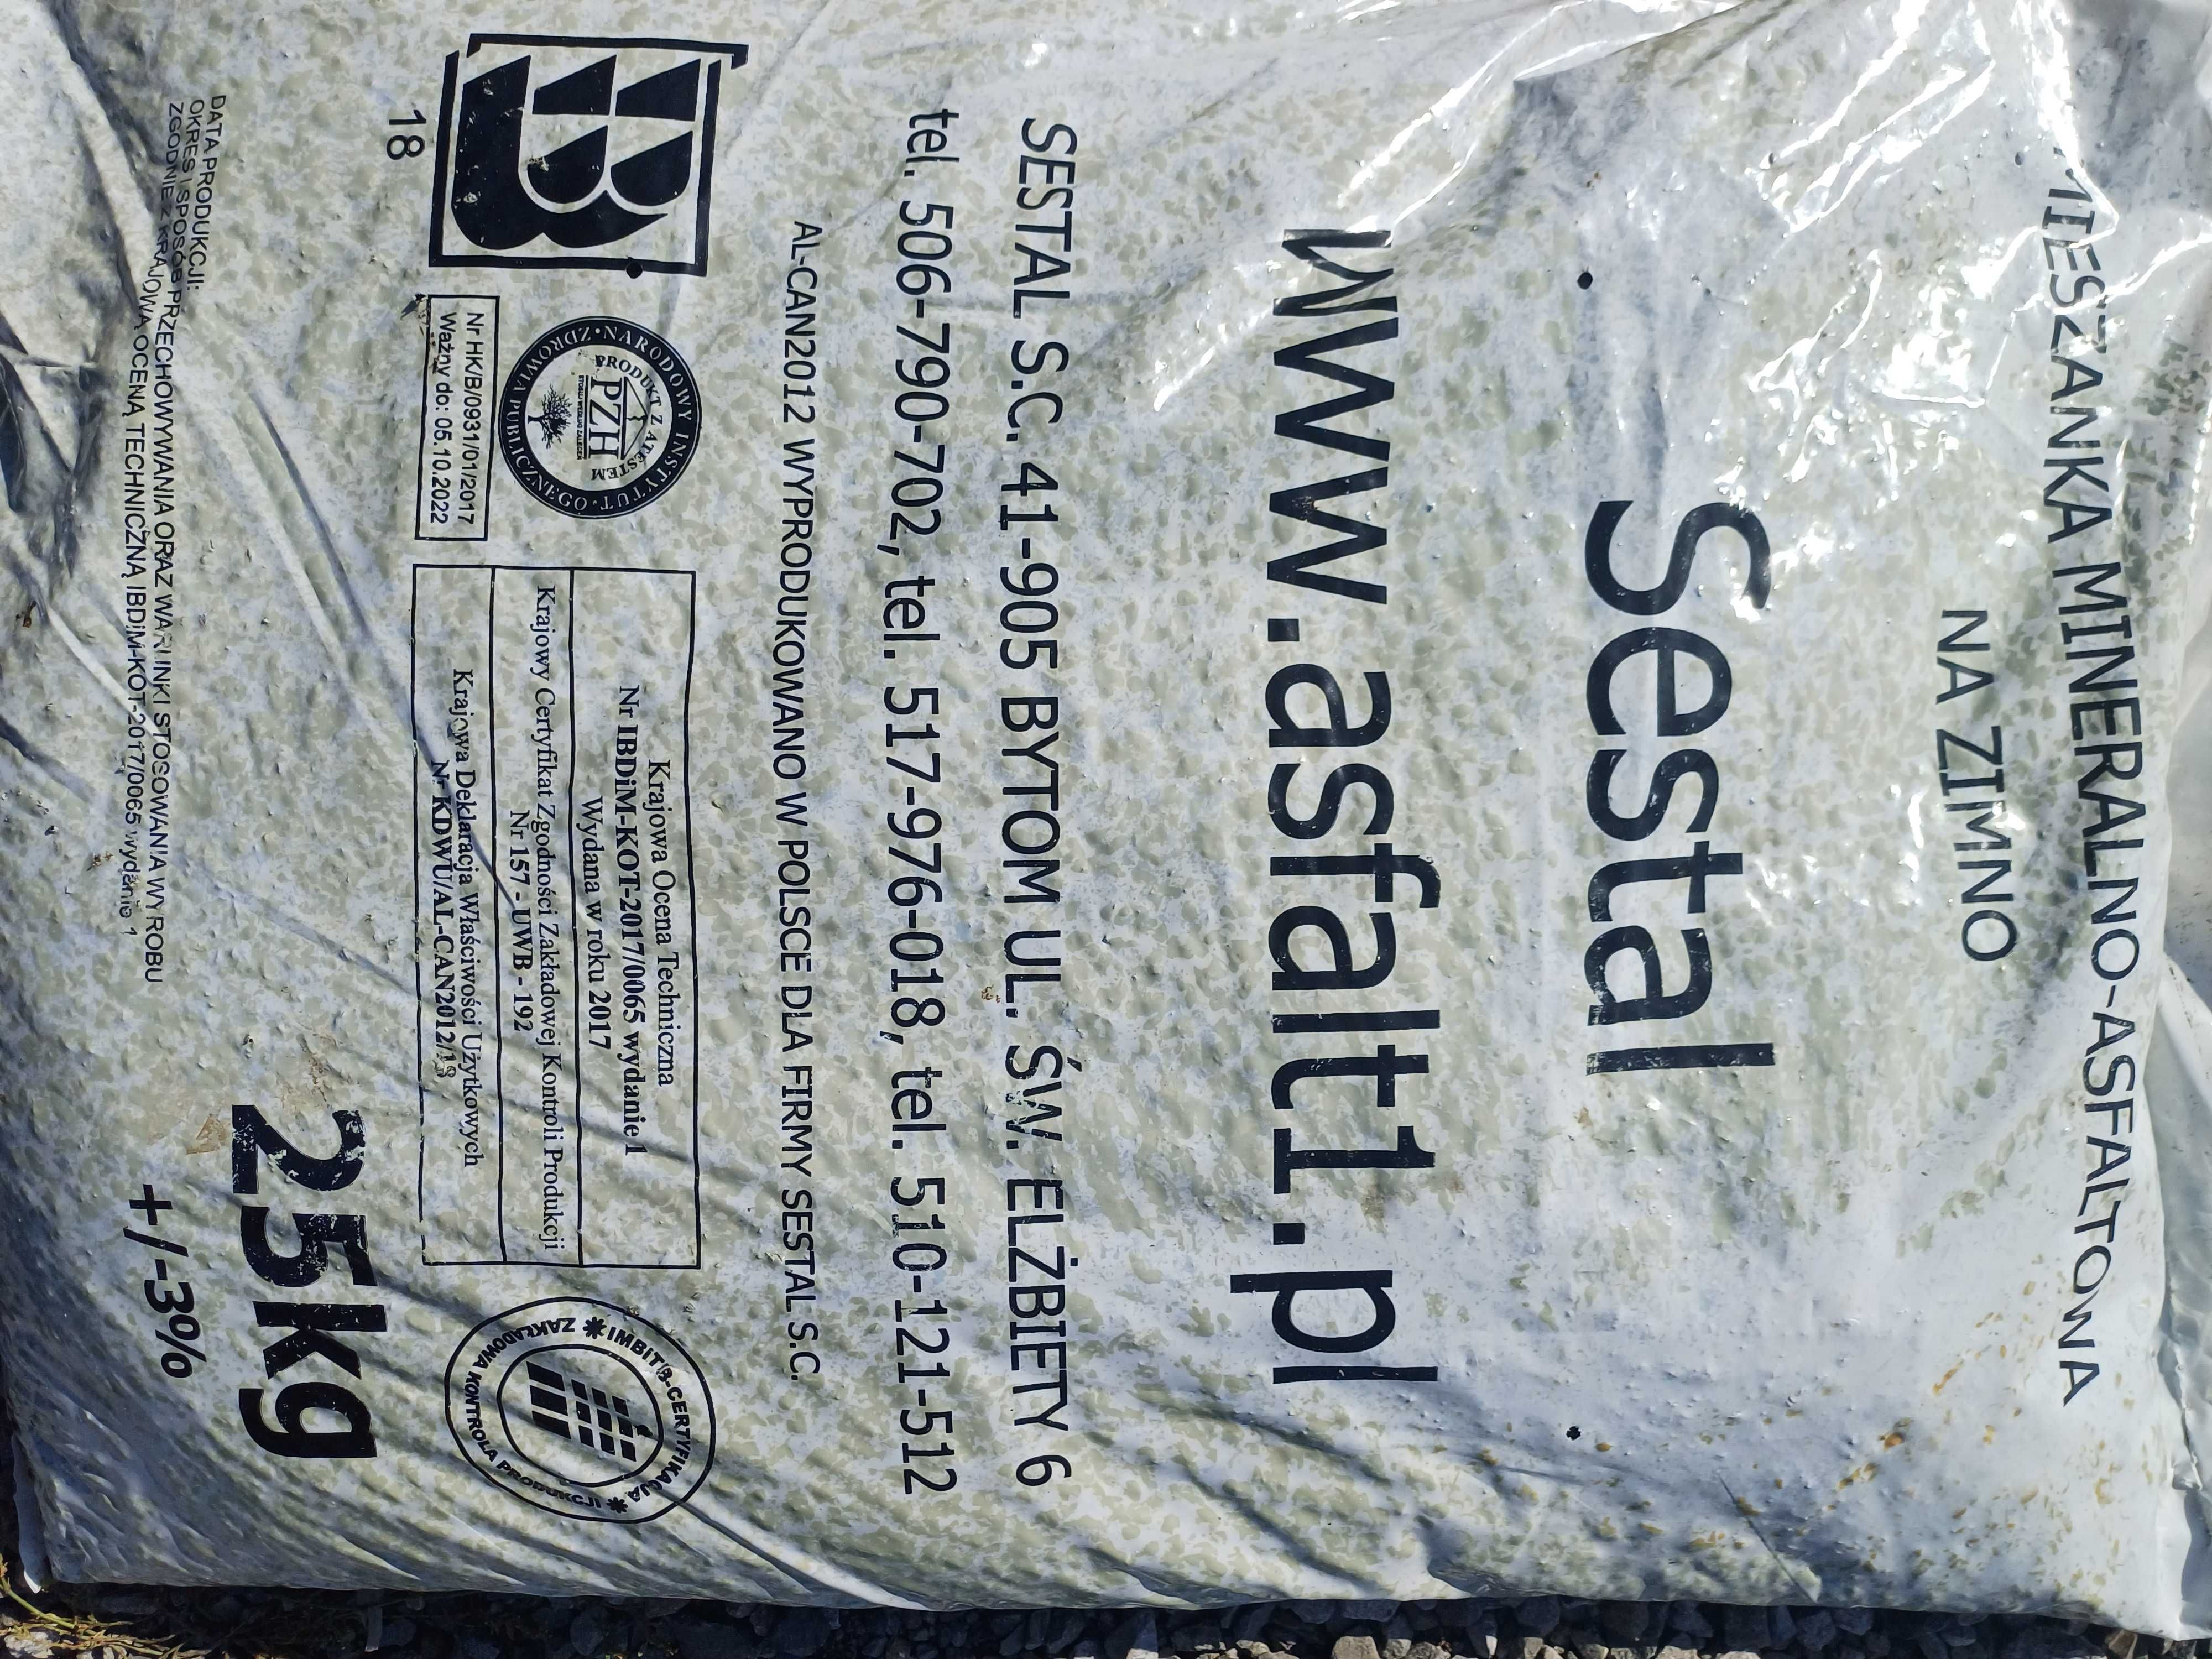 MIESZANKA MINERALNO-ASFALTOWA
NA ZIMNO
Sestal
www.asfalt1.pl
SESTAL S.C. 41-905 BYTOM UL. ŚW. ELŻBIETY 6
tel. 506-790-702, tel. 517-976-018, tel. 510-121-512
AL-CAN2012 WYPRODUKOWANO W POLSCE DLA FIRMY SESTAL S.C.
B
18
NARODOWY INSTYTUT ZDROWIA PUBLICZNEGO
PRODUKT Z ATESTEM
PZH
Nr HK/B/0931/01/2017
Ważny do: 05.10.2022
Krajowa Ocena Techniczna
Nr IBDiM-KOT-2017/0065 wydanie 1
Wydana w roku 2017
Krajowy Certyfikat Zgodności Zakładowej Kontroli Produkcji
Nr 157 - UWB - 192
Krajowa Deklaracja Właściwości Użytkowych
Nr KDWU/AL-CAN2012/18
IMBITB-CERTYFIKACJA
ZAKŁADOWA KONTROLA PRODUKCJI
25kg
+/-3%
DATA PRODUKCJI:
OKRES I SPOSÓB PRZECHOWYWANIA ORAZ WARUNKI STOSOWANIA WYROBU
ZGODNIE Z KRAJOWĄ OCENĄ TECHNICZNĄ IBDiM-KOT-2017/0065 wydanie 1